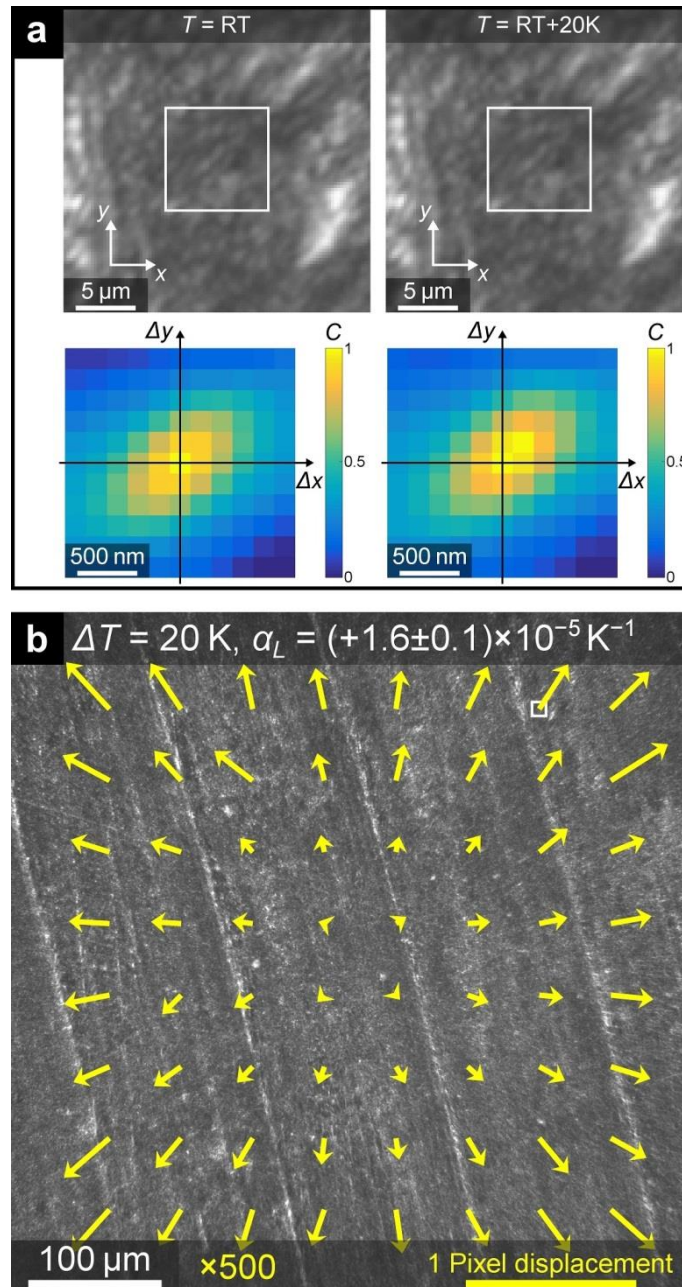 a
T = RT
T = RT+20K
y
x
5 µm
y
x
5 µm
Δy
C
1
0.5
0
Δx
500 nm
Δy
C
1
0.5
0
Δx
500 nm
b
ΔT = 20 K, α_L = (+1.6±0.1)×10⁻⁵ K⁻¹
100 µm
×500
1 Pixel displacement